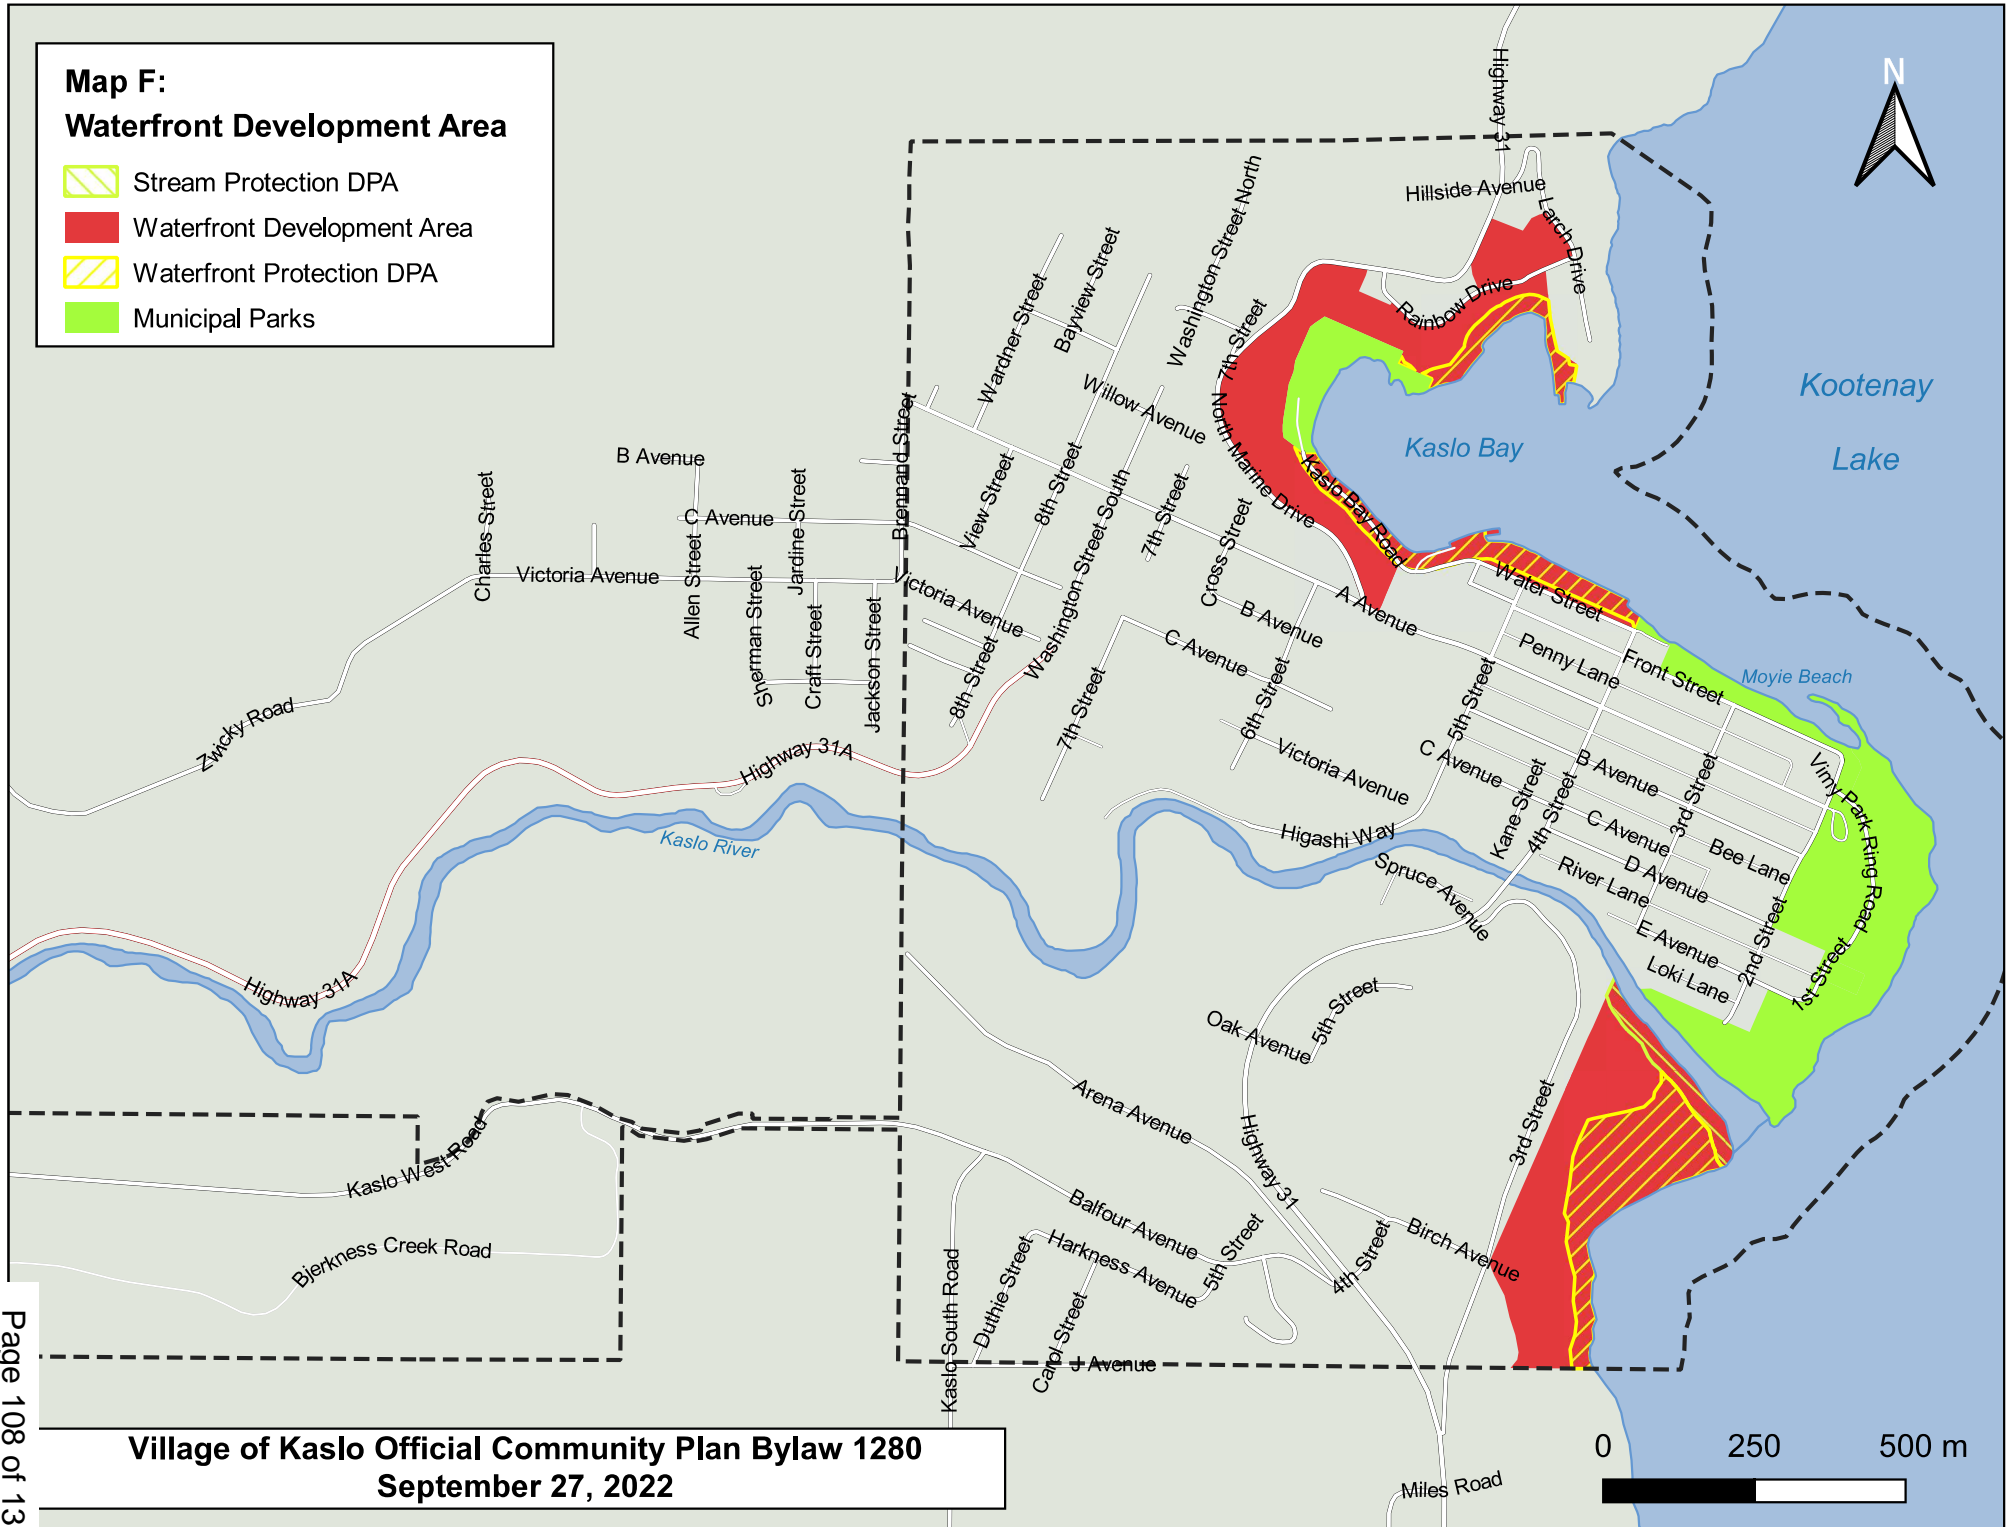 Map F:
Waterfront Development Area
Stream Protection DPA
Waterfront Development Area
Waterfront Protection DPA
Municipal Parks
N
Highway 31
Hillside Avenue
Larch Drive
Rainbow Drive
Washington Street North
Bayview Street
Wardner Street
7th Street
Willow Avenue
North Marine Drive
Kaslo Bay Road
Kaslo Bay
Kootenay
Lake
Brennand Street
B Avenue
C Avenue
Charles Street
Victoria Avenue
Allen Street
Jardine Street
Sherman Street
Craft Street
Jackson Street
View Street
8th Street
Washington Street South
7th Street
Cross Street
Victoria Avenue
8th Street
B Avenue
A Avenue
C Avenue
7th Street
6th Street
Victoria Avenue
Water Street
Penny Lane
Front Street
Moyie Beach
5th Street
C Avenue
B Avenue
Kane Street
4th Street
3rd Street
C Avenue
Bee Lane
D Avenue
River Lane
E Avenue
Loki Lane
2nd Street
1st Street
Vimy Park Ring Road
Zwicky Road
Highway 31A
Kaslo River
Higashi Way
Spruce Avenue
Highway 31A
Oak Avenue
5th Street
Arena Avenue
Highway 31
3rd Street
Kaslo West Road
Bjerkness Creek Road
Balfour Avenue
Harkness Avenue
5th Street
4th Street
Birch Avenue
Duthie Street
Carol Street
Kaslo South Road
J Avenue
Miles Road
Village of Kaslo Official Community Plan Bylaw 1280
September 27, 2022
0 250 500 m
Page 108 of 13